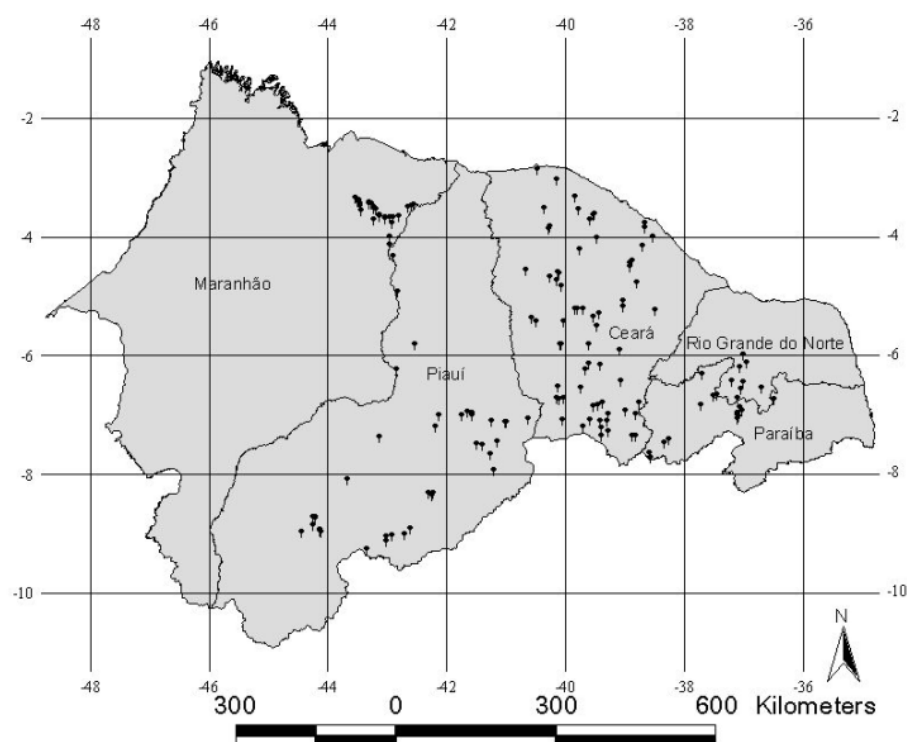 -48 -46 -44 -42 -40 -38 -36
-2 -2
-4 -4
Maranhão
Ceará
Rio Grande do Norte
-6 -6
Piauí
Paraíba
-8 -8
-10 -10
N
-48 -46 -44 -42 -40 -38 -36
300 0 300 600 Kilometers